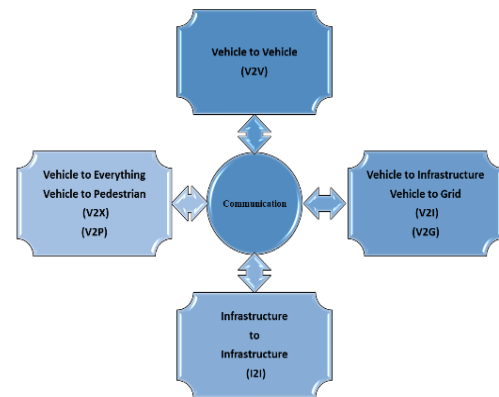 Vehicle to Vehicle
(V2V)
Vehicle to Everything
Vehicle to Pedestrian
(V2X)
(V2P)
Communication
Vehicle to Infrastructure
Vehicle to Grid
(V2I)
(V2G)
Infrastructure
to
Infrastructure
(I2I)